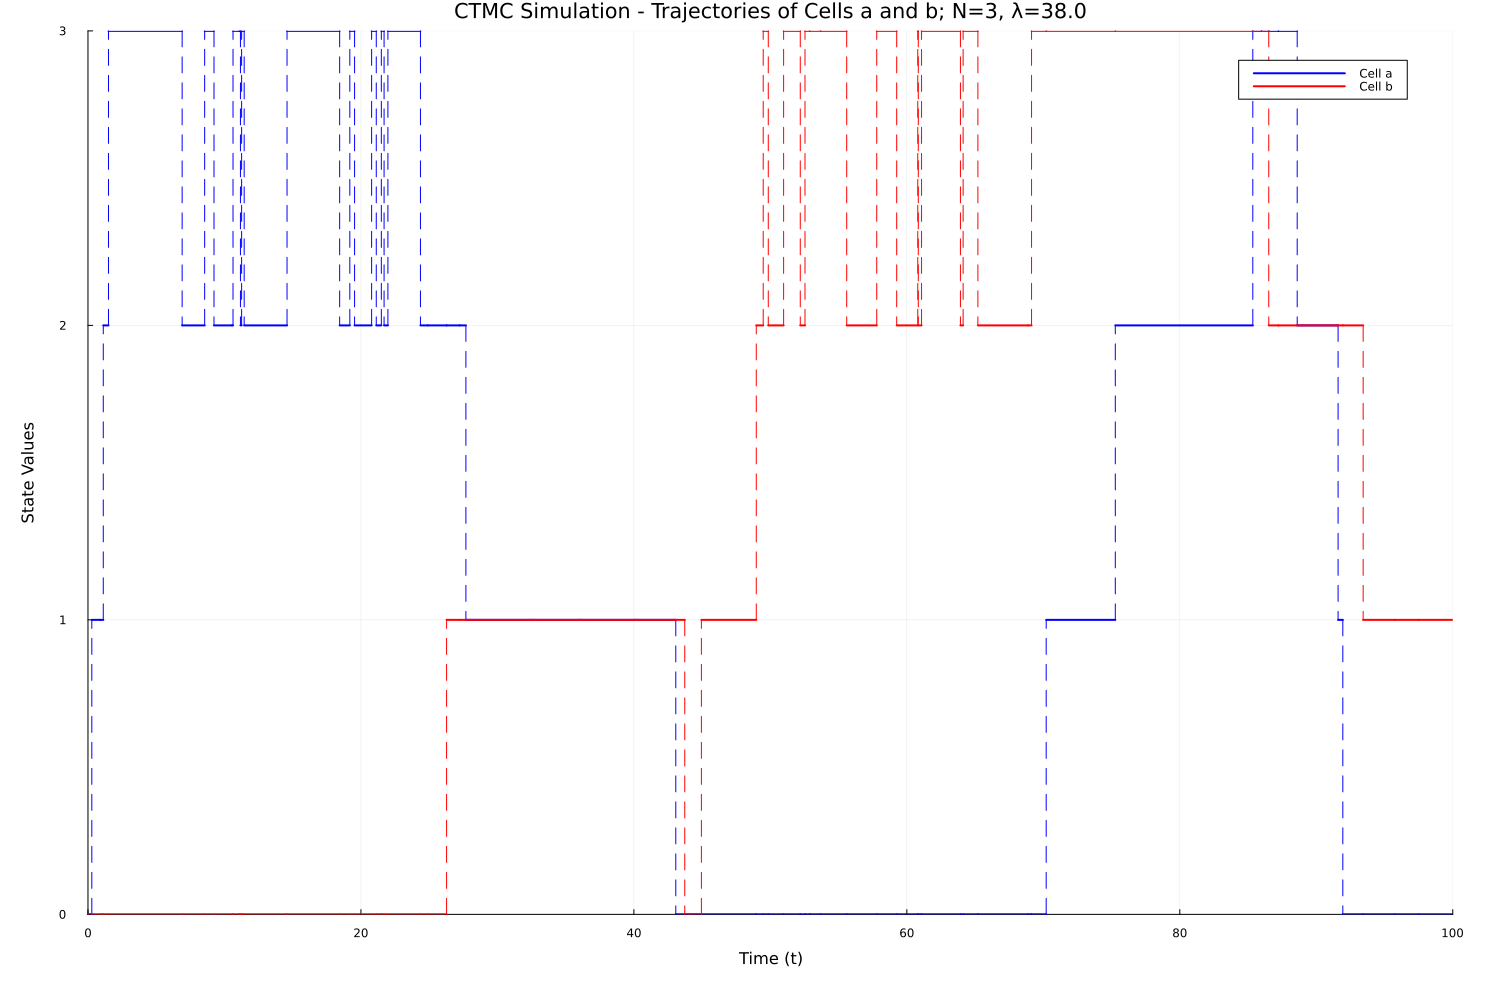 CTMC Simulation - Trajectories of Cells a and b; N=3, λ=38.0
3
Cell a
Cell b
2
State Values
1
0
0 20 40 60 80 100
Time (t)